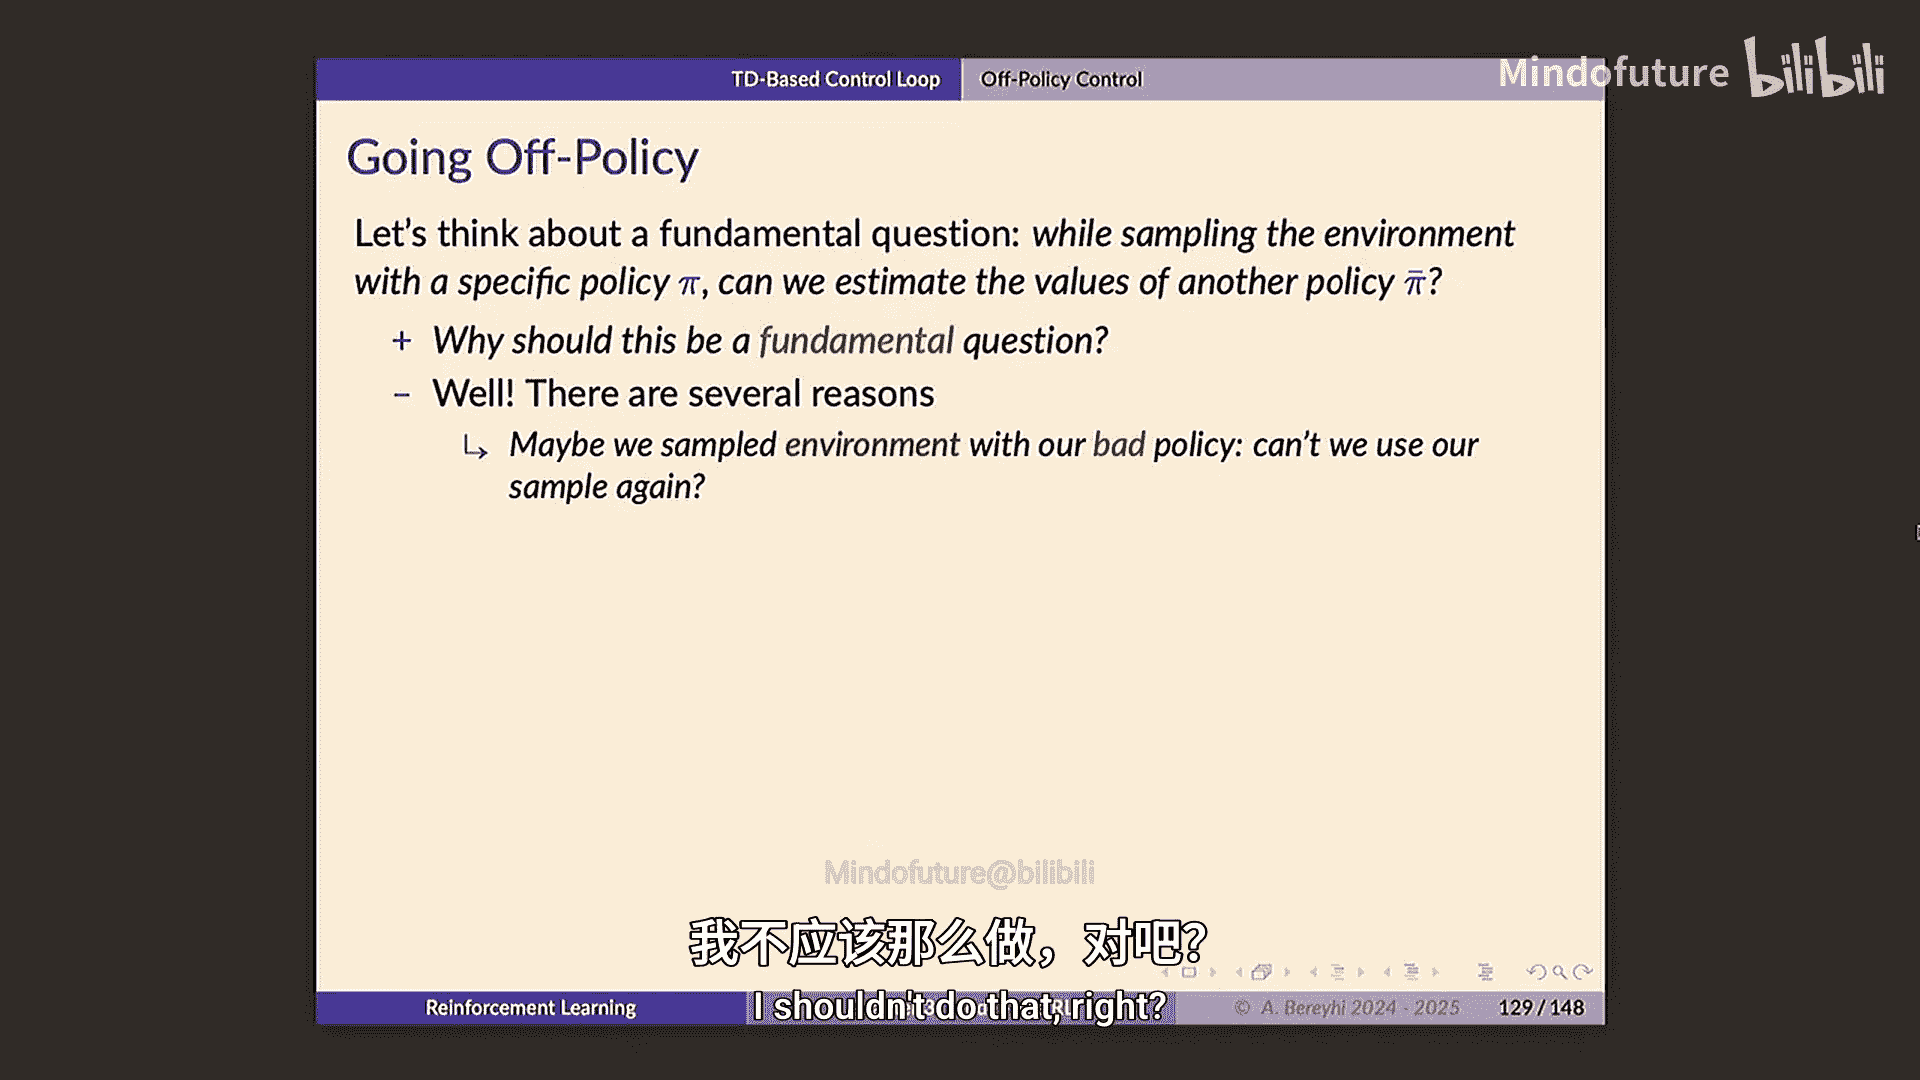 TD-Based Control Loop
Off-Policy Control
Mindofuture bilibili
Going Off-Policy
Let's think about a fundamental question: while sampling the environment
with a specific policy π, can we estimate the values of another policy π̄?
+ Why should this be a fundamental question?
– Well! There are several reasons
↳ Maybe we sampled environment with our bad policy: can't we use our
sample again?
Mindofuture@bilibili
我不应该那么做，对吧？
I shouldn't do that, right?
Reinforcement Learning
© A. Bereyhi 2024 - 2025
129 / 148